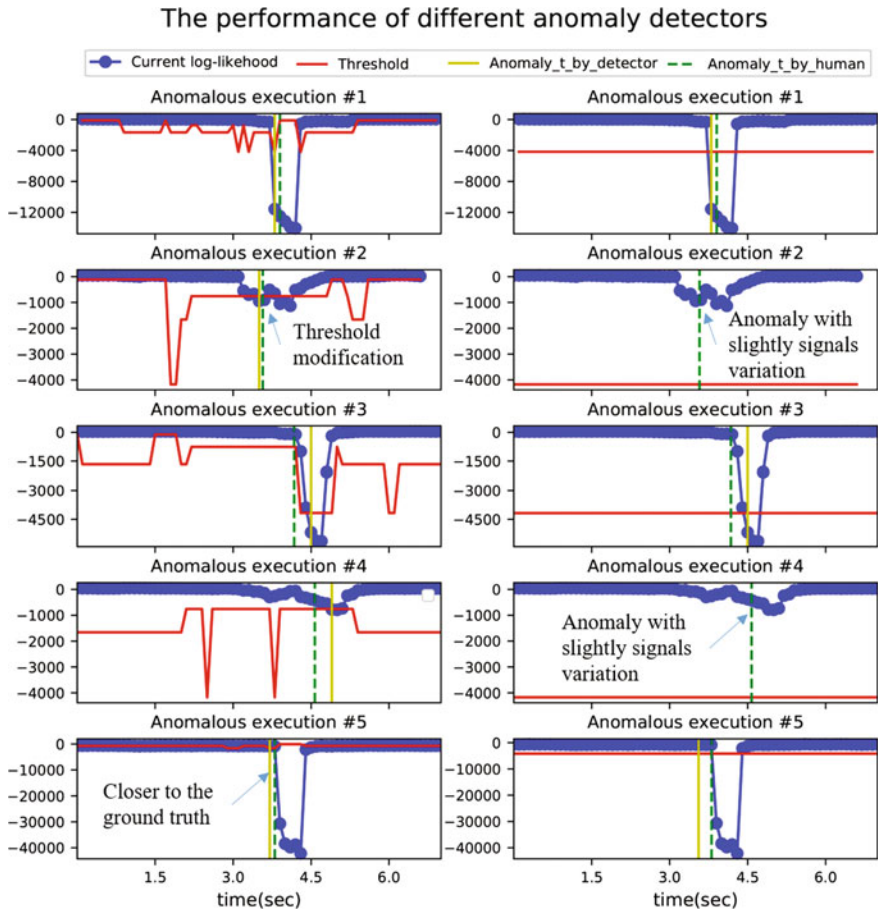 The performance of different anomaly detectors
Current log-likehood Threshold Anomaly_t_by_detector Anomaly_t_by_human
Anomalous execution #1
0
−4000
−8000
−12000
Anomalous execution #1
0
−4000
−8000
−12000
Anomalous execution #2
0
−1000
−2000
−3000
−4000
Threshold
modification
Anomalous execution #2
0
−1000
−2000
−3000
−4000
Anomaly with
slightly signals
variation
Anomalous execution #3
0
−1500
−3000
−4500
Anomalous execution #3
0
−1500
−3000
−4500
Anomalous execution #4
0
−1000
−2000
−3000
−4000
Anomalous execution #4
0
−1000
−2000
−3000
−4000
Anomaly with
slightly signals
variation
Anomalous execution #5
0
−10000
−20000
−30000
−40000
Closer to the
ground truth
1.5 3.0 4.5 6.0
time(sec)
Anomalous execution #5
0
−10000
−20000
−30000
−40000
1.5 3.0 4.5 6.0
time(sec)